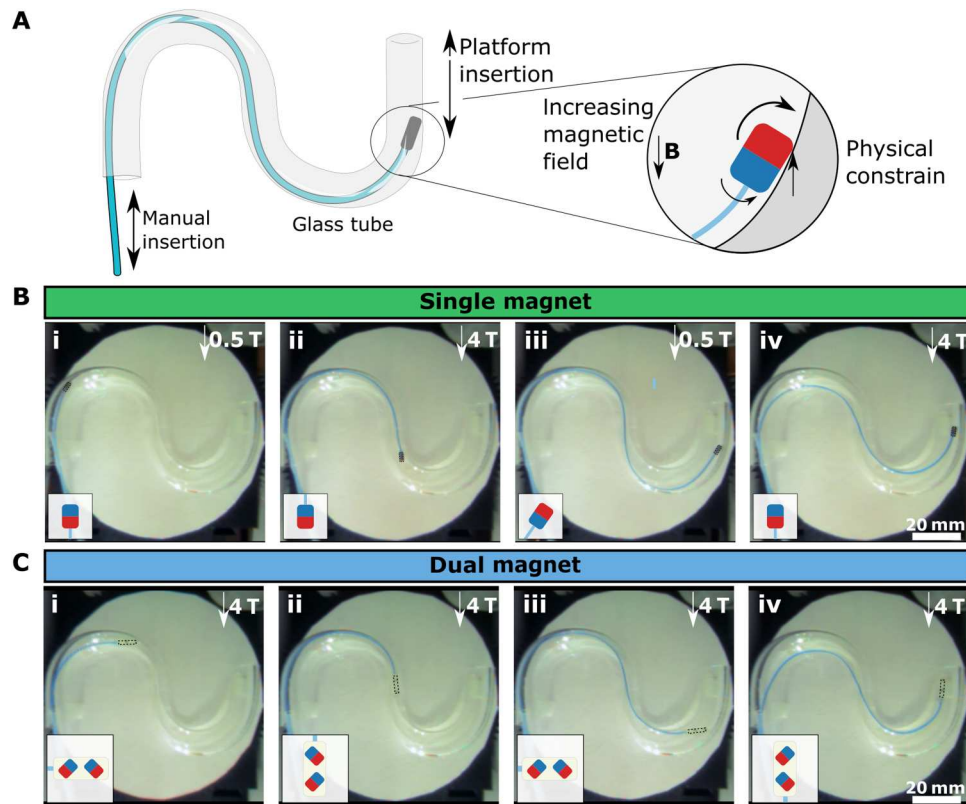 A
Platform
insertion
Increasing
magnetic
field
B
Physical
constrain
Manual
insertion
Glass tube
B
Single magnet
i
0.5 T
ii
4 T
iii
0.5 T
iv
4 T
20 mm
C
Dual magnet
i
4 T
ii
4 T
iii
4 T
iv
4 T
20 mm